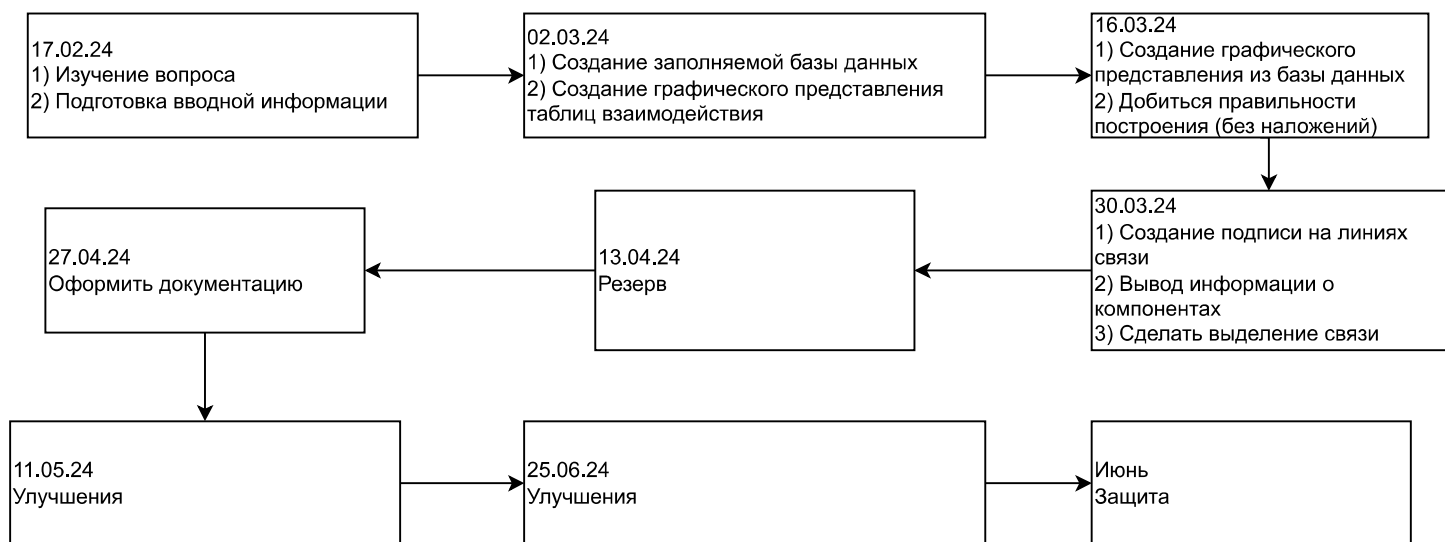 17.02.24
1) Изучение вопроса
2) Подготовка вводной информации
02.03.24
1) Создание заполняемой базы данных
2) Создание графического представления
таблиц взаимодействия
16.03.24
1) Создание графического
представления из базы данных
2) Добиться правильности
построения (без наложений)
30.03.24
1) Создание подписи на линиях
связи
2) Вывод информации о
компонентах
3) Сделать выделение связи
13.04.24
Резерв
27.04.24
Оформить документацию
11.05.24
Улучшения
25.06.24
Улучшения
Июнь
Защита